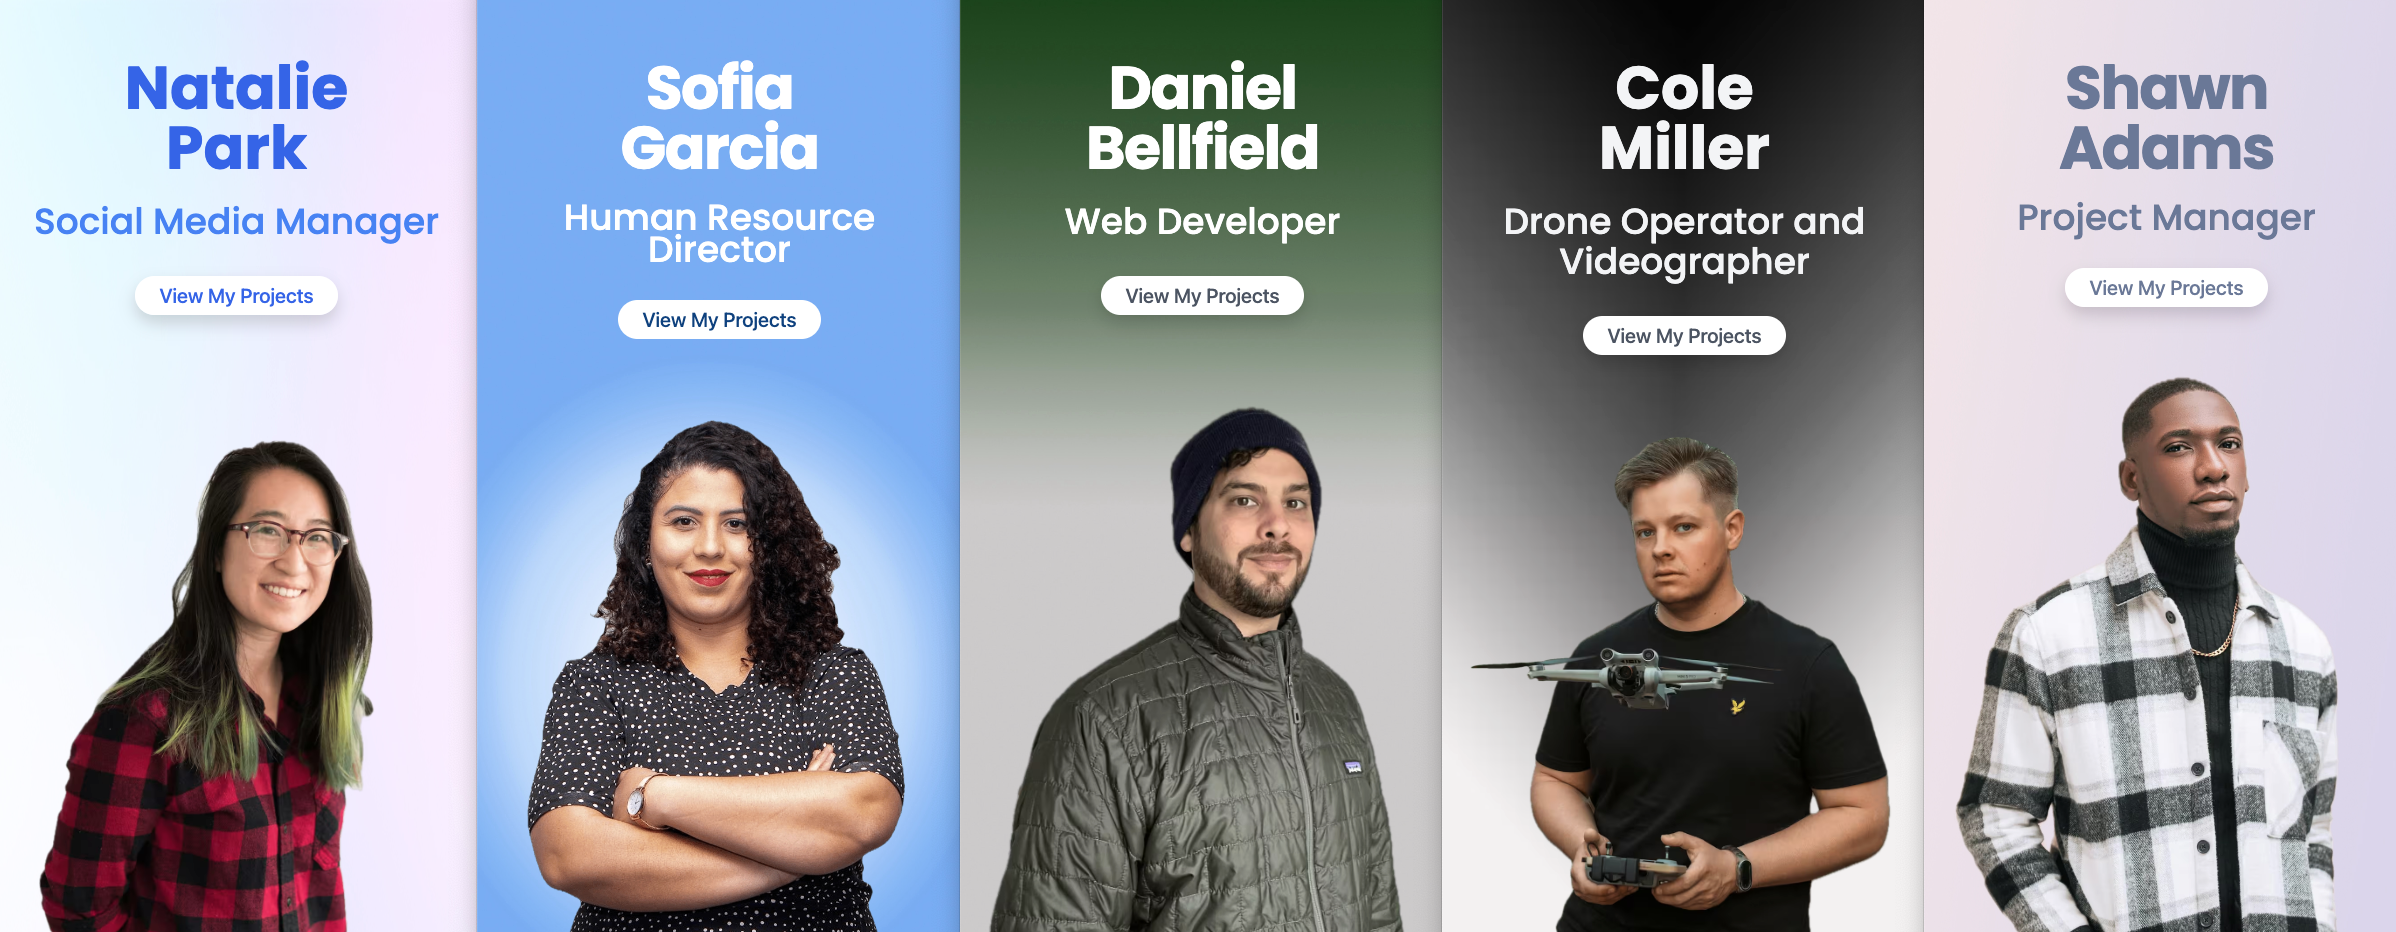 Natalie
Park
Social Media Manager
View My Projects
Sofia
Garcia
Human Resource
Director
View My Projects
Daniel
Bellfield
Web Developer
View My Projects
Cole
Miller
Drone Operator and
Videographer
View My Projects
Shawn
Adams
Project Manager
View My Projects